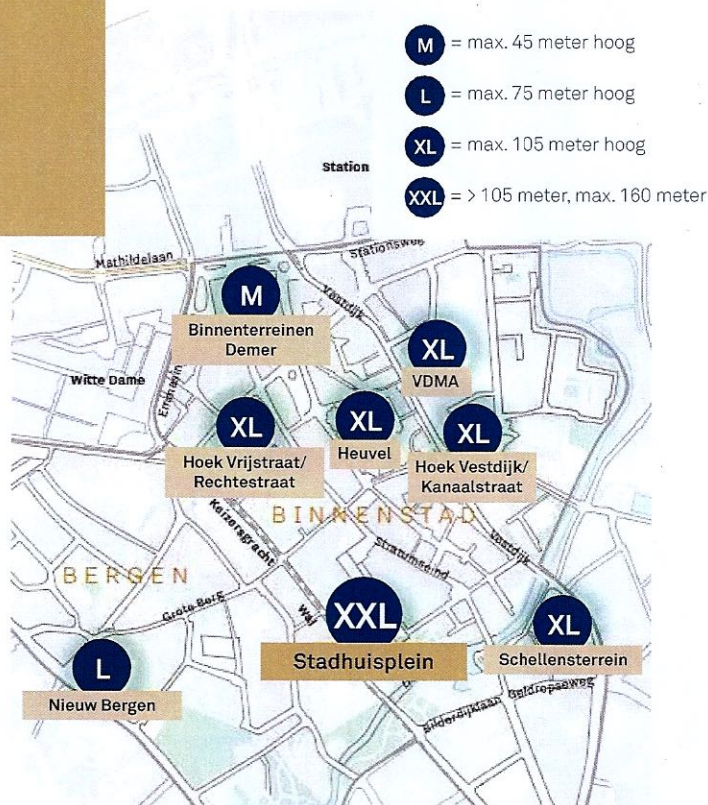 M = max. 45 meter hoog
L = max. 75 meter hoog
XL = max. 105 meter hoog
XXL = > 105 meter, max. 160 meter
Station
Stationsweg
Mathildelaan
Vestdijk
M
Binnenterreinen
Demer
XL
VDMA
Witte Dame
Emmasin
XL
Hoek Vrijstraat/
Rechtestraat
XL
Heuvel
XL
Hoek Vestdijk/
Kanaalstraat
BINNENSTAD
Keizersgracht
Stratumseind
Vestdijk
BERGEN
Grote Berg
Wal
XXL
Stadhuisplein
XL
Schellensterrein
L
Nieuw Bergen
Bilderdijklaan
Geldropseweg